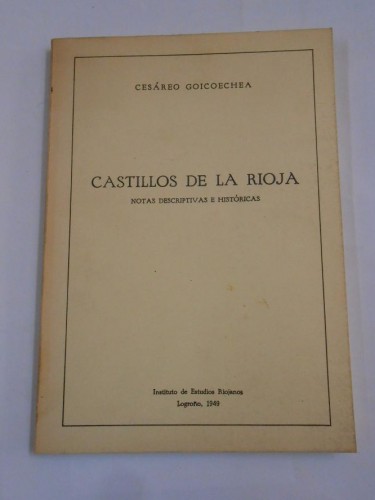 CESÁREO GOICOECHEA
CASTILLOS DE LA RIOJA
NOTAS DESCRIPTIVAS E HISTÓRICAS
Instituto de Estudios Riojanos
Logroño, 1949